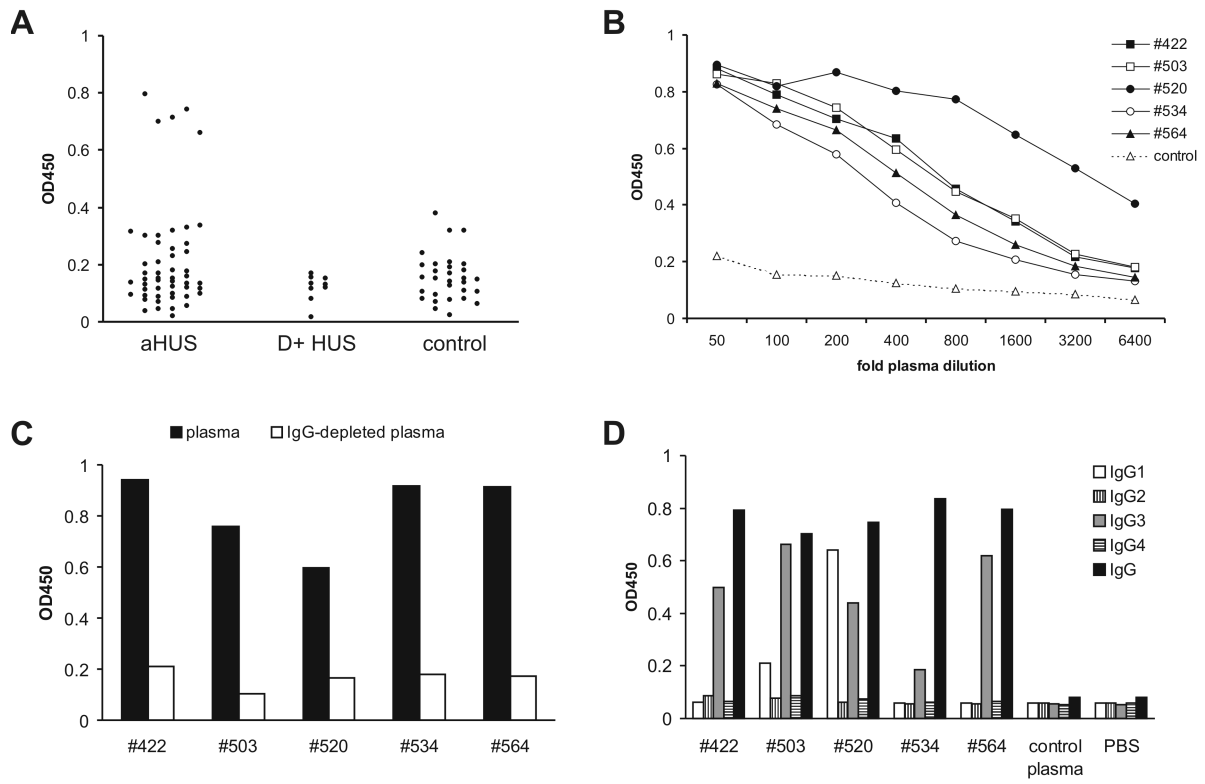 A
1
0.8
0.6
0.4
0.2
0
OD450
aHUS D+ HUS control
B
1
0.8
0.6
0.4
0.2
0
OD450
50 100 200 400 800 1600 3200 6400
fold plasma dilution
#422
#503
#520
#534
#564
control
C
plasma IgG-depleted plasma
1
0.8
0.6
0.4
0.2
0
OD450
#422 #503 #520 #534 #564
D
1
0.8
0.6
0.4
0.2
0
OD450
IgG1
IgG2
IgG3
IgG4
IgG
#422 #503 #520 #534 #564 control PBS
plasma